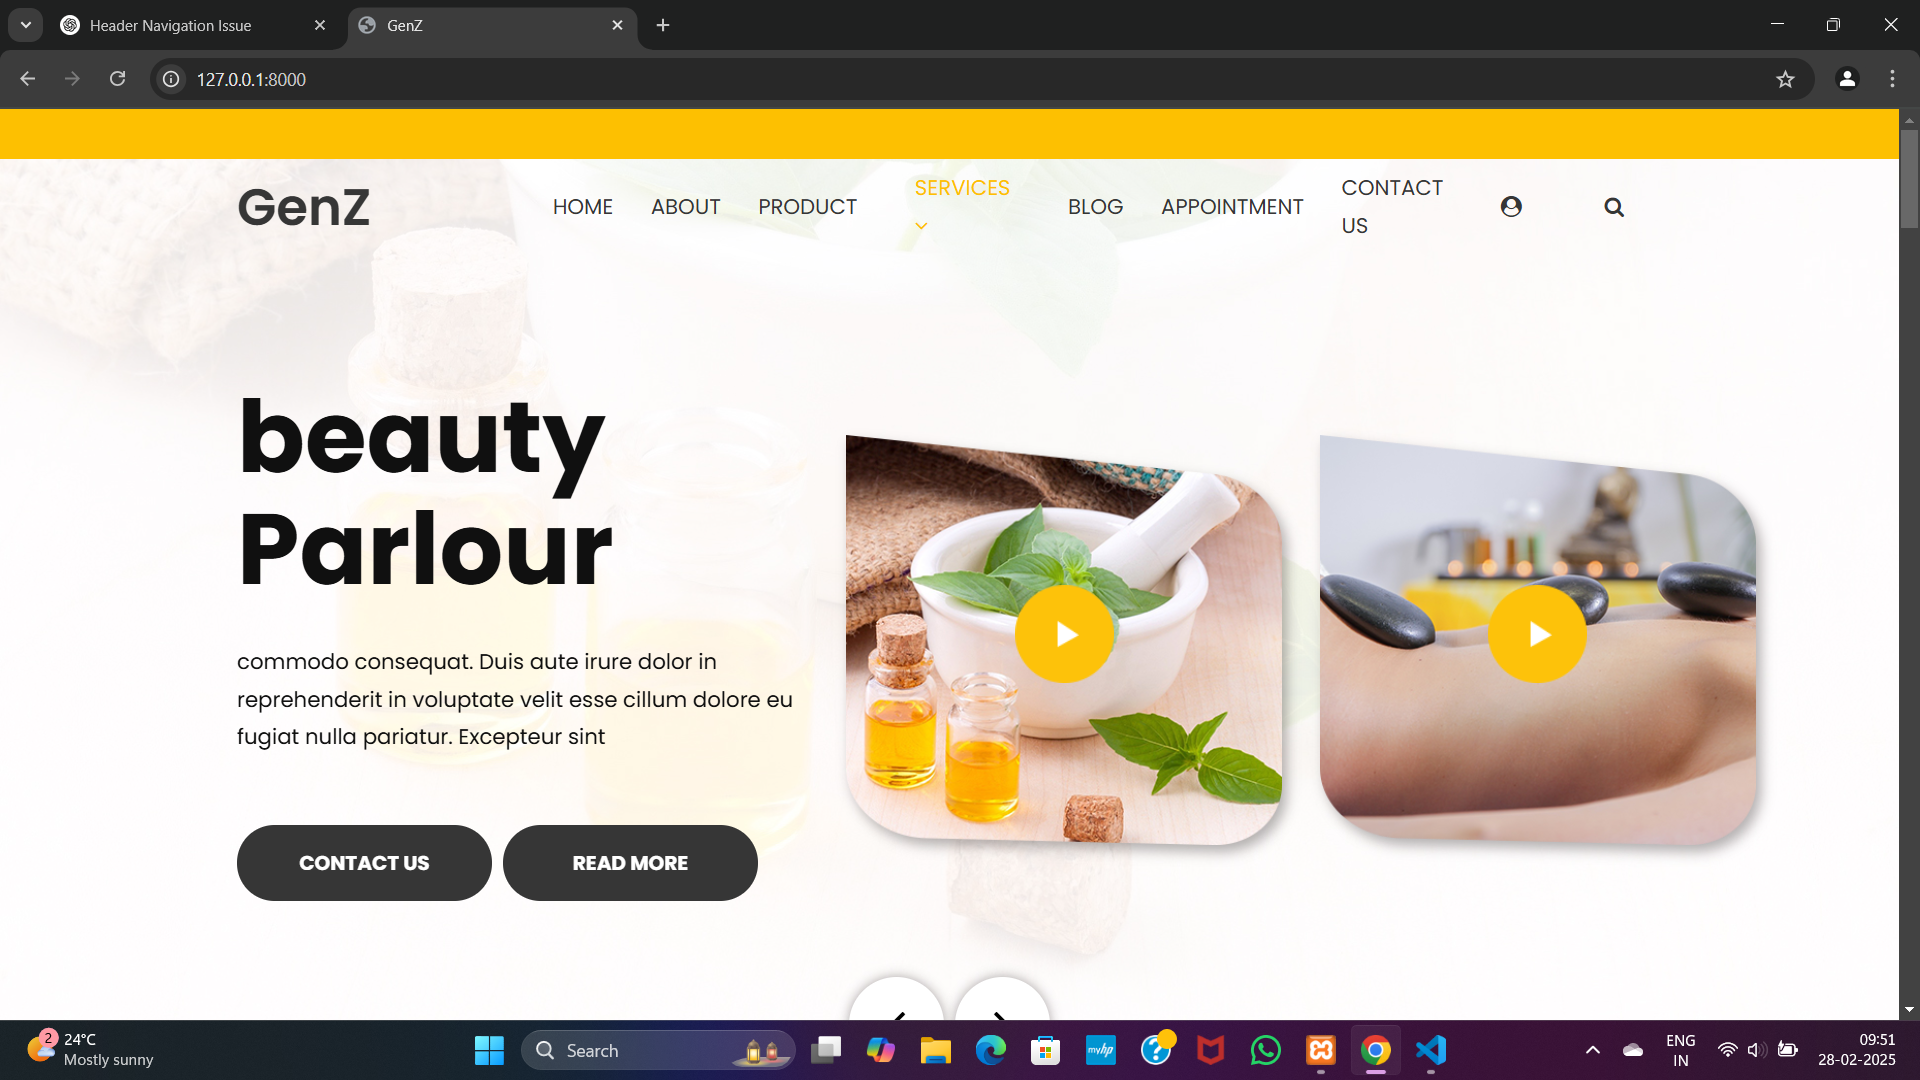 Header Navigation Issue
GenZ
127.0.0.1:8000
GenZ
HOME ABOUT PRODUCT SERVICES BLOG APPOINTMENT CONTACT US
beauty
Parlour
commodo consequat. Duis aute irure dolor in
reprehenderit in voluptate velit esse cillum dolore eu
fugiat nulla pariatur. Excepteur sint
CONTACT US READ MORE
2
24°C
Mostly sunny
Search
myhp
ENG
IN
09:51
28-02-2025